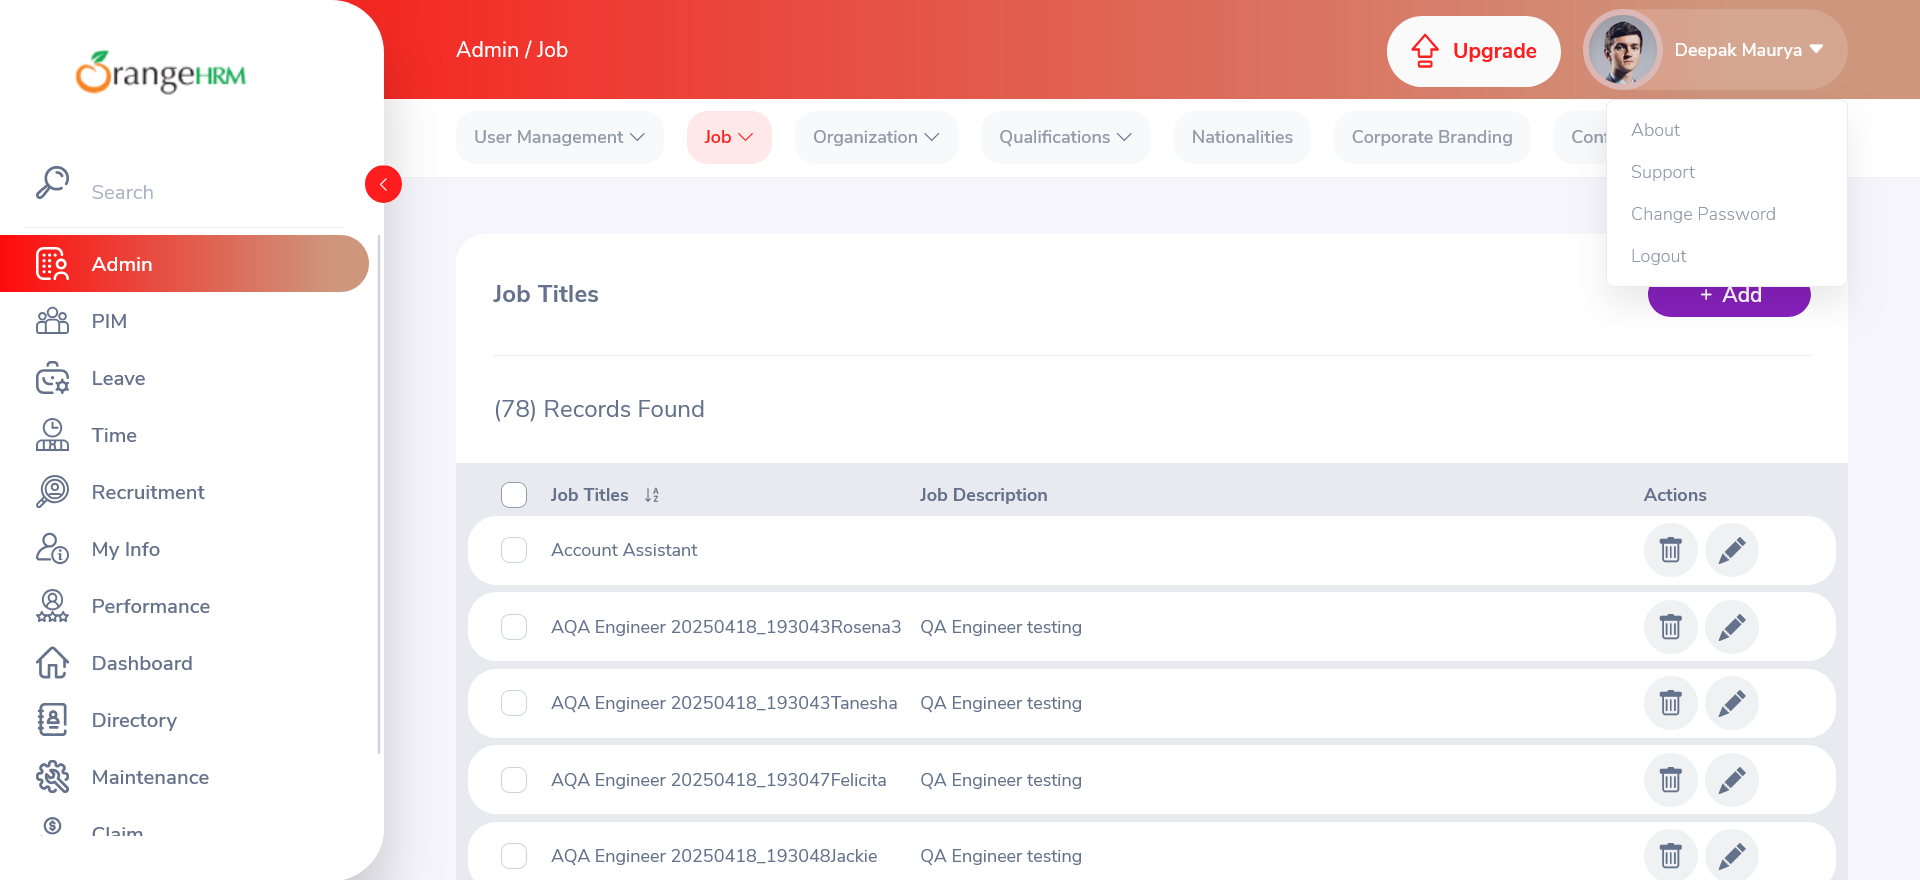 OrangeHRM
Search
Admin
PIM
Leave
Time
Recruitment
My Info
Performance
Dashboard
Directory
Maintenance
Claim
Admin / Job
Upgrade
Deepak Maurya
User Management
Job
Organization
Qualifications
Nationalities
Corporate Branding
About
Support
Change Password
Logout
Job Titles
+ Add
(78) Records Found
Job Titles Job Description Actions
Account Assistant
AQA Engineer 20250418_193043Rosena3 QA Engineer testing
AQA Engineer 20250418_193043Tanesha QA Engineer testing
AQA Engineer 20250418_193047Felicita QA Engineer testing
AQA Engineer 20250418_193048Jackie QA Engineer testing